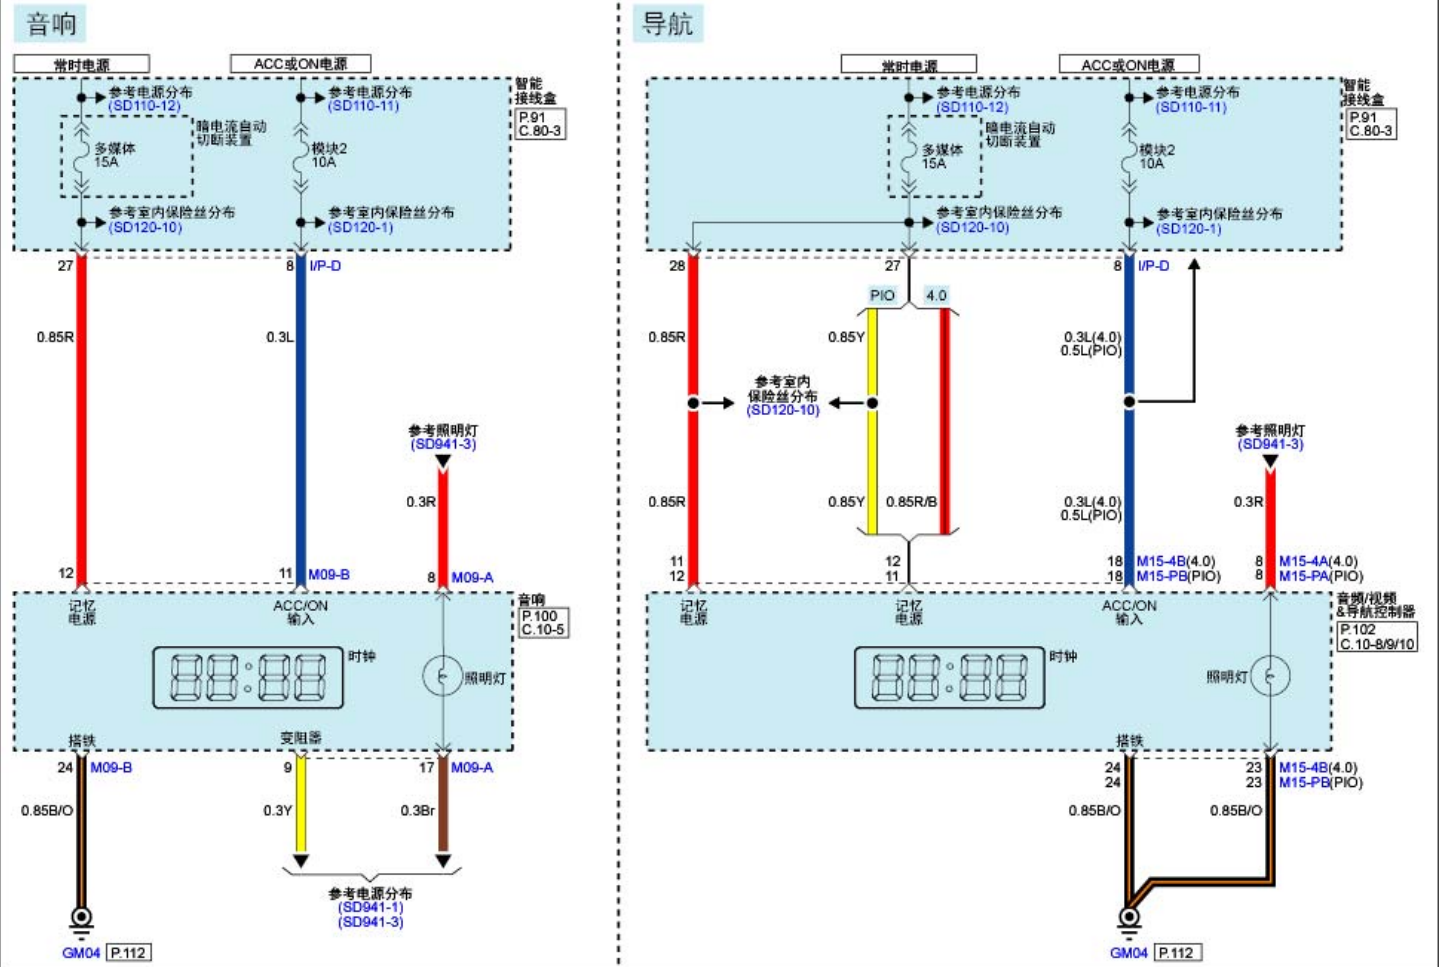 音响
常时电源
ACC或ON电源
参考电源分布
(SD110-12)
参考电源分布
(SD110-11)
智能
接线盒
P.91
C.80-3
暗电流自动
切断装置
多媒体
15A
模块2
10A
参考室内保险丝分布
(SD120-10)
参考室内保险丝分布
(SD120-1)
27
8
I/P-D
0.85R
0.3L
参考照明灯
(SD941-3)
0.3R
12
11
M09-B
8
M09-A
记忆
电源
ACC/ON
输入
音响
P.100
C.10-5
88:88
时钟
照明灯
搭铁
变阻器
24
M09-B
9
17
M09-A
0.85B/O
0.3Y
0.3Br
参考电源分布
(SD941-1)
(SD941-3)
GM04
P.112
导航
常时电源
ACC或ON电源
参考电源分布
(SD110-12)
参考电源分布
(SD110-11)
智能
接线盒
P.91
C.80-3
暗电流自动
切断装置
多媒体
15A
模块2
10A
参考室内保险丝分布
(SD120-10)
参考室内保险丝分布
(SD120-1)
28
27
8
I/P-D
PIO
4.0
0.85R
0.85Y
0.3L(4.0)
0.5L(PIO)
参考室内
保险丝分布
(SD120-10)
参考照明灯
(SD941-3)
0.85R
0.85Y
0.85R/B
0.3L(4.0)
0.5L(PIO)
0.3R
11
12
12
11
18
M15-4B(4.0)
18
M15-PB(PIO)
8
M15-4A(4.0)
8
M15-PA(PIO)
记忆
电源
记忆
电源
ACC/ON
输入
音频/视频
&导航控制器
P.102
C.10-8/9/10
88:88
时钟
照明灯
搭铁
24
24
23
M15-4B(4.0)
23
M15-PB(PIO)
0.85B/O
0.85B/O
GM04
P.112